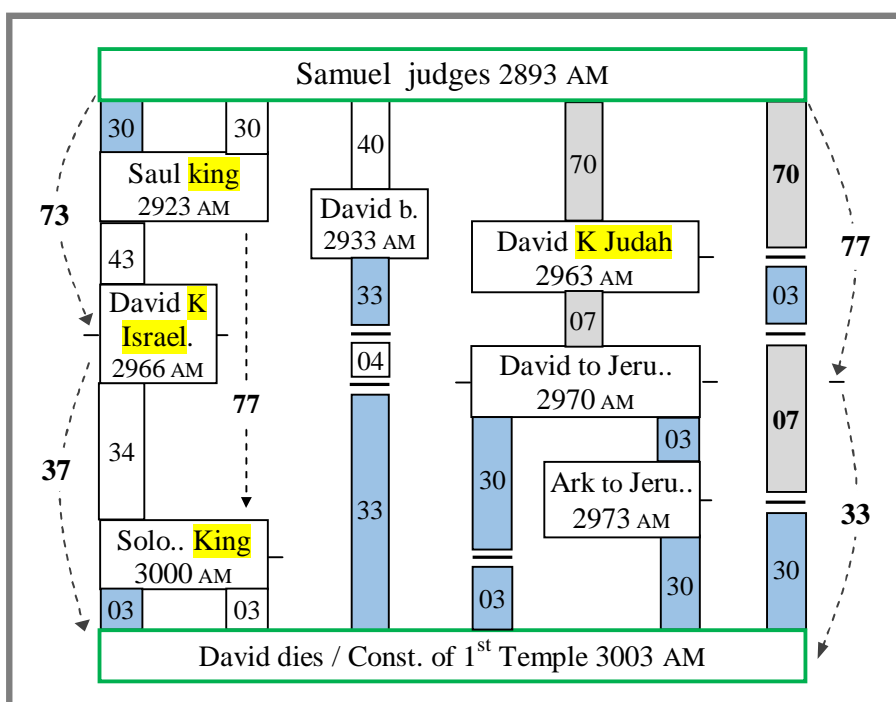 Samuel judges 2893 AM
30
30
40
70
70
Saul king
2923 AM
73
David b.
2933 AM
David K Judah
2963 AM
77
43
33
03
David K
Israel.
2966 AM
07
04
David to Jeru..
2970 AM
77
07
37
34
33
30
03
Ark to Jeru..
2973 AM
33
Solo.. King
3000 AM
30
30
03
03
03
David dies / Const. of 1st Temple 3003 AM